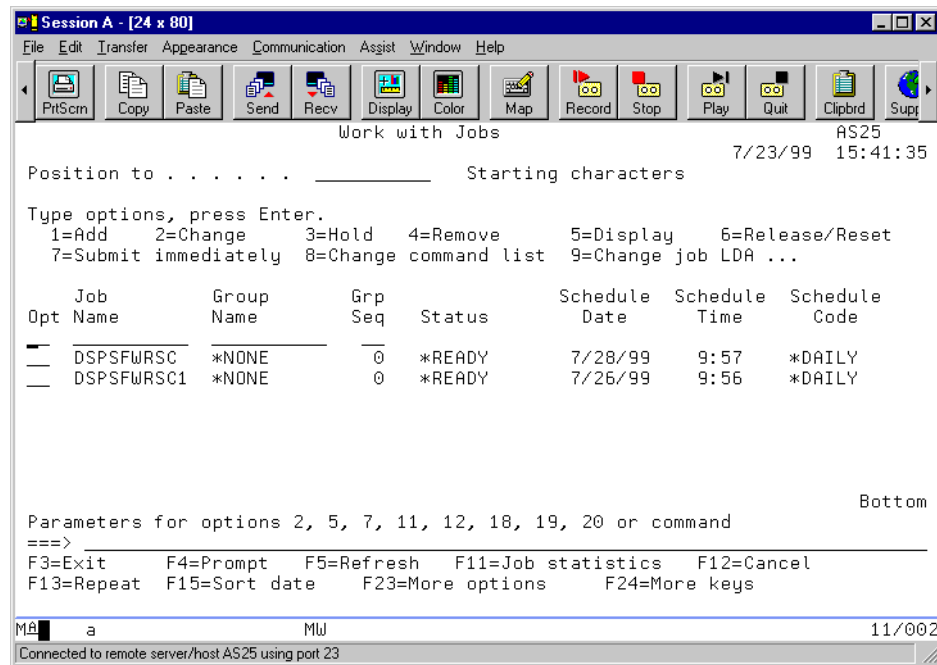 Session A - [24 x 80]
File Edit Transfer Appearance Communication Assist Window Help
PrtScrn Copy Paste Send Recv Display Color Map Record Stop Play Quit Clipbrd Supp
Work with Jobs AS25
7/23/99 15:41:35
Position to . . . . . . __________ Starting characters
Type options, press Enter.
1=Add 2=Change 3=Hold 4=Remove 5=Display 6=Release/Reset
7=Submit immediately 8=Change command list 9=Change job LDA ...
Job Group Grp Schedule Schedule Schedule
Opt Name Name Seq Status Date Time Code
DSPSFWRSC *NONE 0 *READY 7/28/99 9:57 *DAILY
DSPSFWRSC1 *NONE 0 *READY 7/26/99 9:56 *DAILY
Bottom
Parameters for options 2, 5, 7, 11, 12, 18, 19, 20 or command
===>
F3=Exit F4=Prompt F5=Refresh F11=Job statistics F12=Cancel
F13=Repeat F15=Sort date F23=More options F24=More keys
MA a MW 11/002
Connected to remote server/host AS25 using port 23